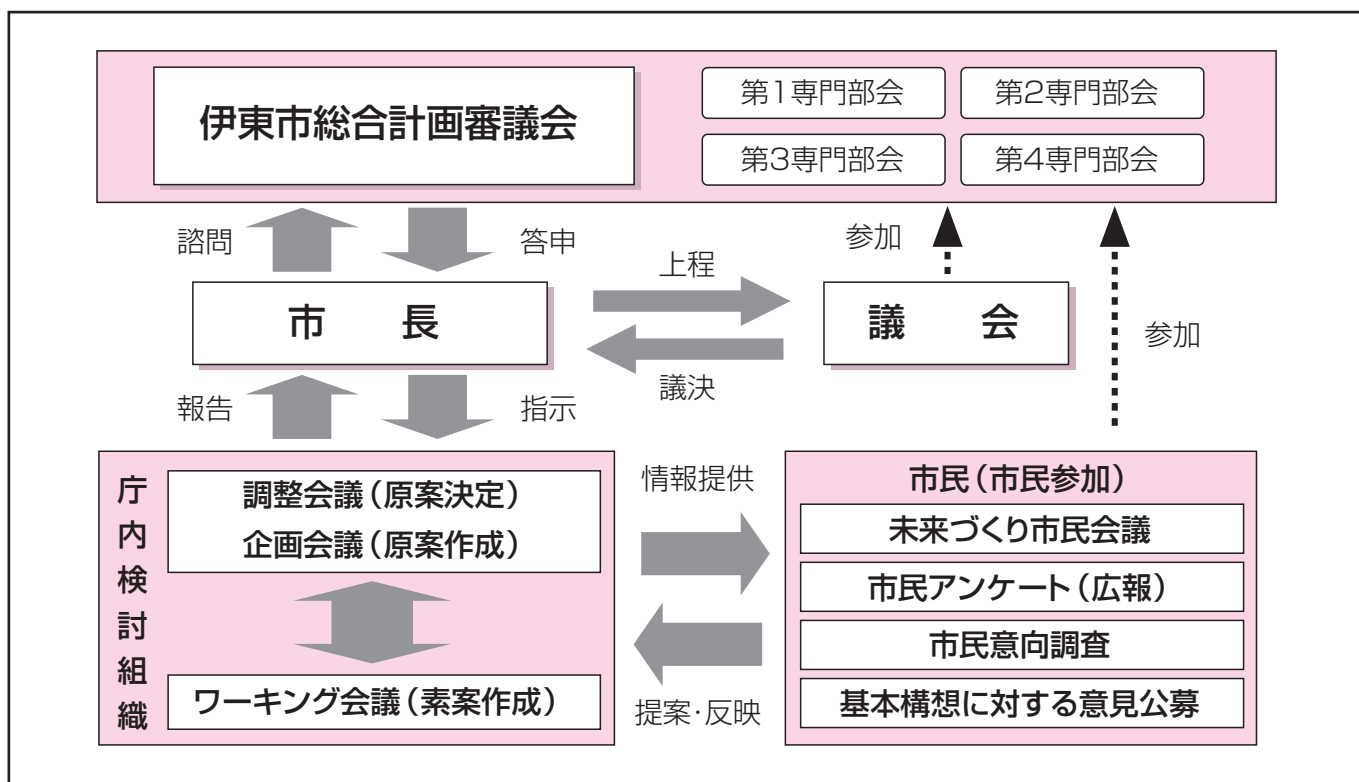 伊東市総合計画審議会
第1専門部会
第2専門部会
第3専門部会
第4専門部会
諮問
答申
参加
上程
市　長
議　会
参加
議決
報告
指示
庁内検討組織
調整会議（原案決定）
企画会議（原案作成）
ワーキング会議（素案作成）
情報提供
提案・反映
市民（市民参加）
未来づくり市民会議
市民アンケート（広報）
市民意向調査
基本構想に対する意見公募